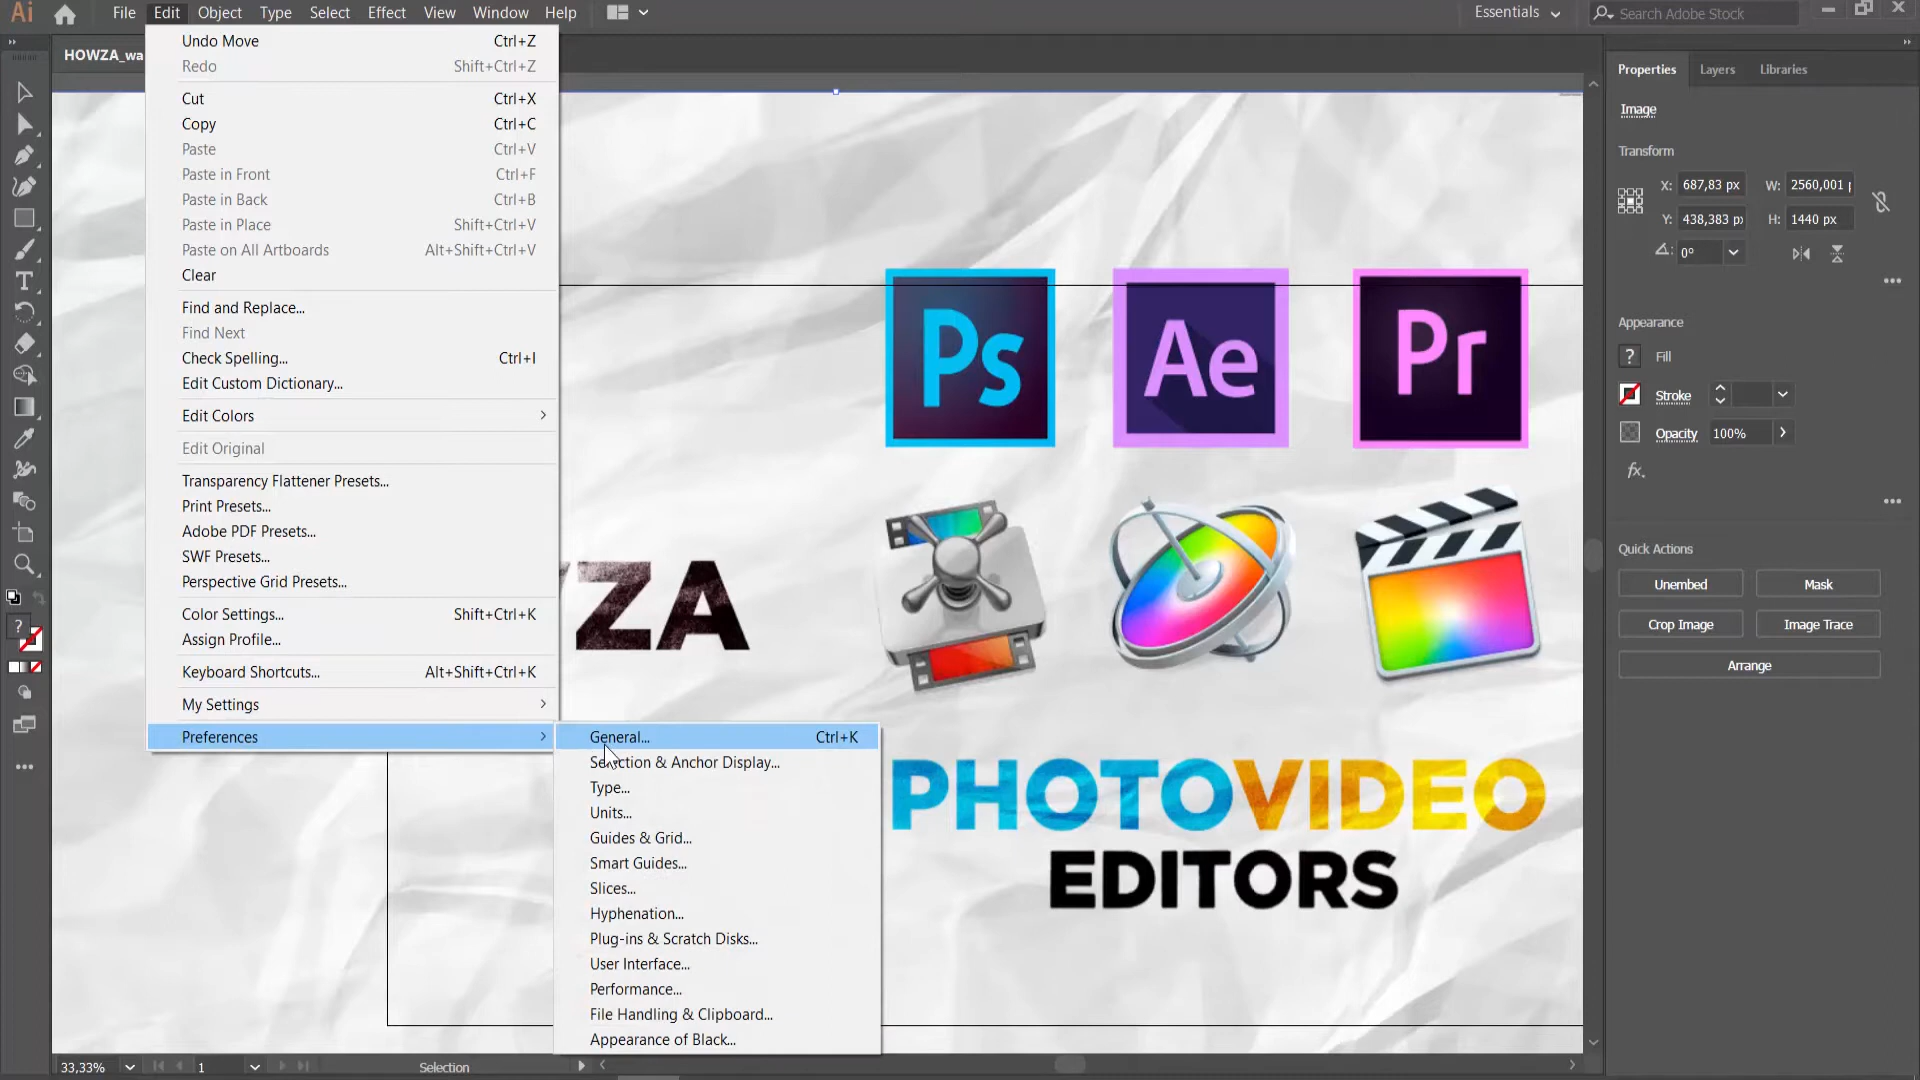 Ai File Edit Object Type Select Effect View Window Help Essentials Search Adobe Stock
HOWZA_wa
Undo Move Ctrl+Z
Redo Shift+Ctrl+Z
Cut Ctrl+X
Copy Ctrl+C
Paste Ctrl+V
Paste in Front Ctrl+F
Paste in Back Ctrl+B
Paste in Place Shift+Ctrl+V
Paste on All Artboards Alt+Shift+Ctrl+V
Clear
Find and Replace...
Find Next
Check Spelling... Ctrl+I
Edit Custom Dictionary...
Edit Colors
Edit Original
Transparency Flattener Presets...
Print Presets...
Adobe PDF Presets...
SWF Presets...
Perspective Grid Presets...
Color Settings... Shift+Ctrl+K
Assign Profile...
Keyboard Shortcuts... Alt+Shift+Ctrl+K
My Settings
Preferences
General... Ctrl+K
Selection & Anchor Display...
Type...
Units...
Guides & Grid...
Smart Guides...
Slices...
Hyphenation...
Plug-ins & Scratch Disks...
User Interface...
Performance...
File Handling & Clipboard...
Appearance of Black...
Ps Ae Pr
ZA
PHOTOVIDEO
EDITORS
Properties Layers Libraries
Image
Transform
X: 687,83 px W: 2560,001
Y: 438,383 px H: 1440 px
0°
Appearance
? Fill
Stroke
Opacity 100%
fx.
Quick Actions
Unembed Mask
Crop Image Image Trace
Arrange
T
?
33,33% 1 Selection